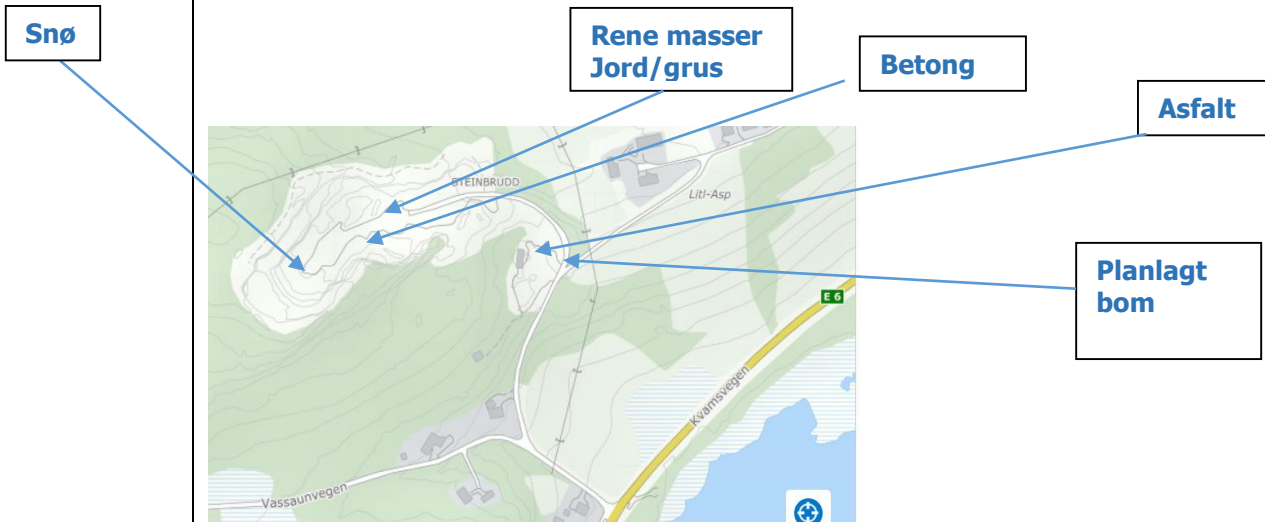 Snø
Rene masser
Jord/grus
Betong
Asfalt
STEINBRUDD
Litl-Asp
Planlagt
bom
E 6
Kvamsvegen
Vassaunvegen